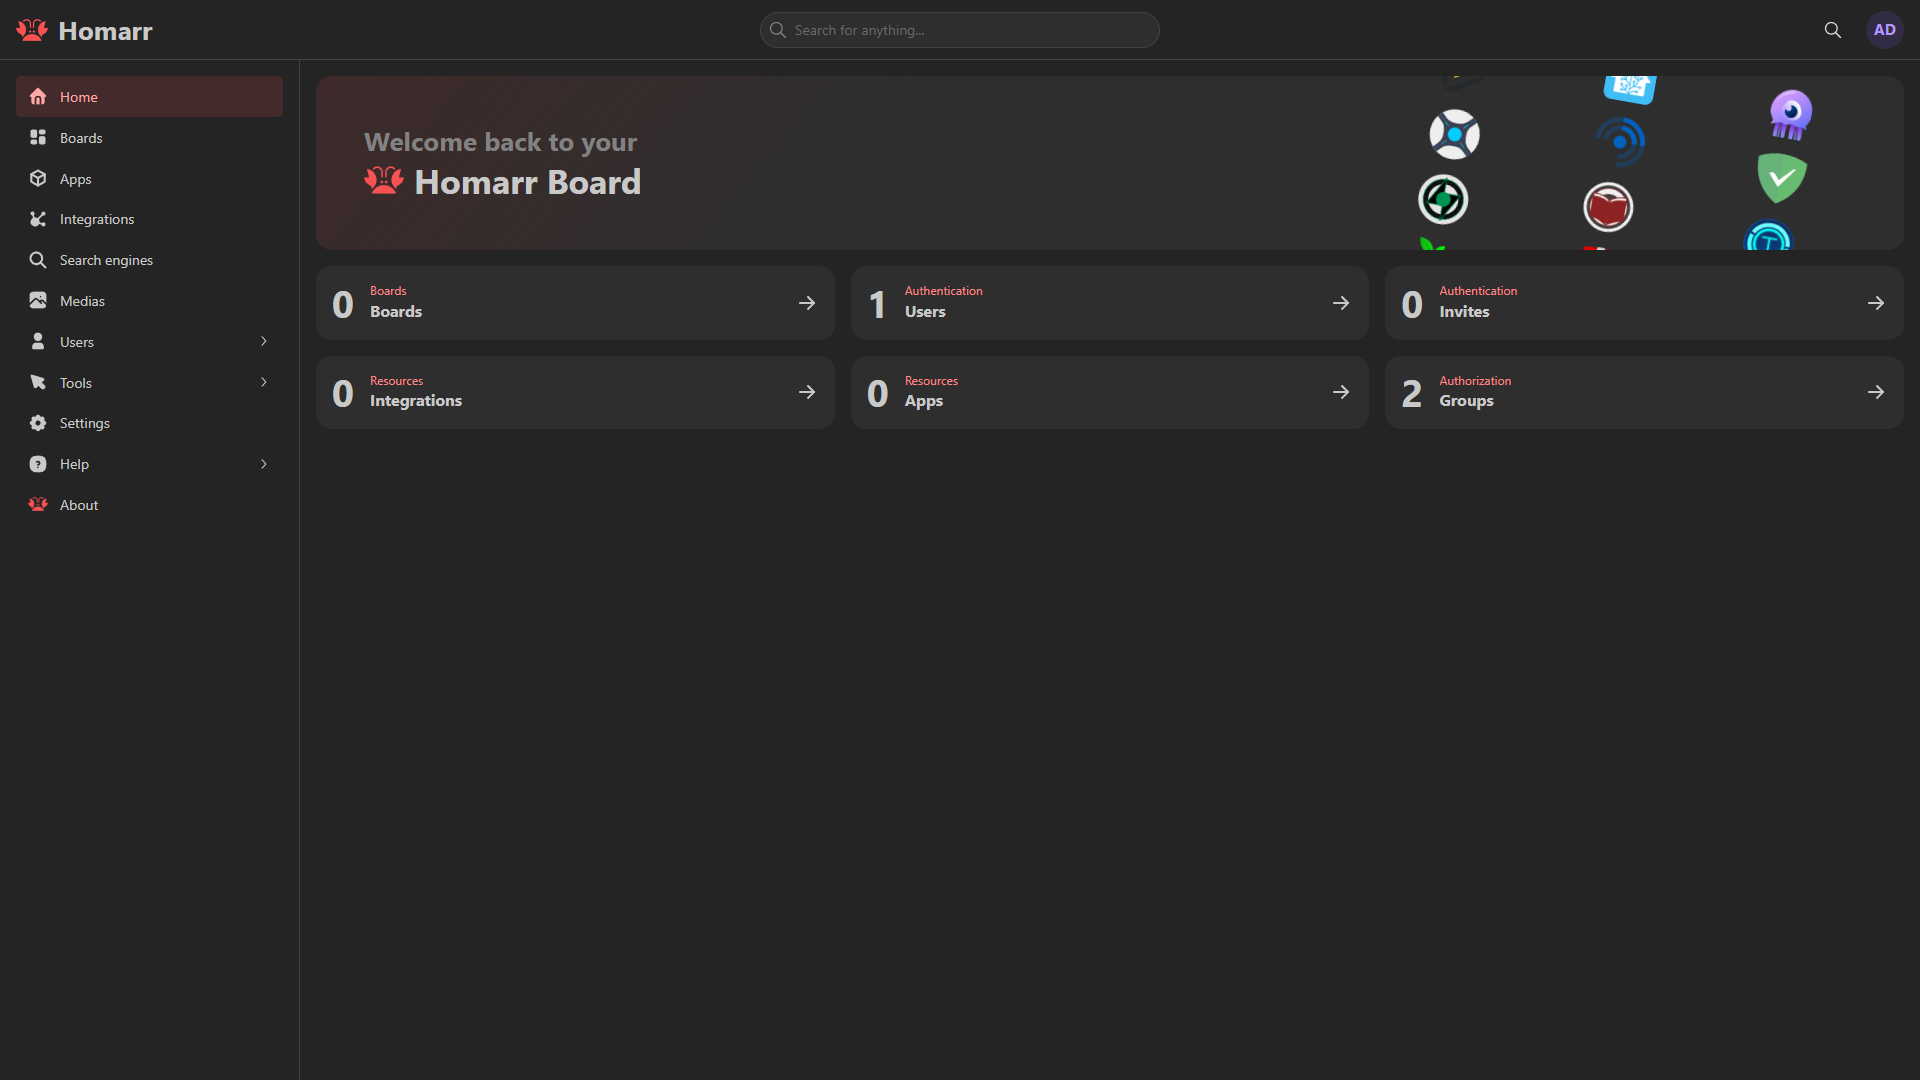 Homarr
Search for anything...
AD
Home
Boards
Apps
Integrations
Search engines
Medias
Users
Tools
Settings
Help
About
Welcome back to your
Homarr Board
0
Boards
Boards
1
Authentication
Users
0
Authentication
Invites
0
Resources
Integrations
0
Resources
Apps
2
Authorization
Groups